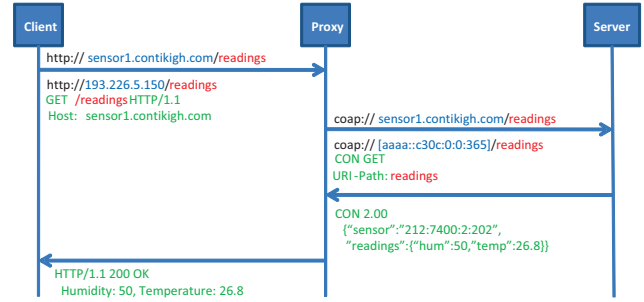 Client
Proxy
Server
http:// sensor1.contikigh.com/readings
http://193.226.5.150/readings
GET /readings HTTP/1.1
Host: sensor1.contikigh.com
coap:// sensor1.contikigh.com/readings
coap:// [aaaa::c30c:0:0:365]/readings
CON GET
URI-Path: readings
CON 2.00
{“sensor”:”212:7400:2:202”,
”readings”:{“hum”:50,”temp”:26.8}}
HTTP/1.1 200 OK
Humidity: 50, Temperature: 26.8